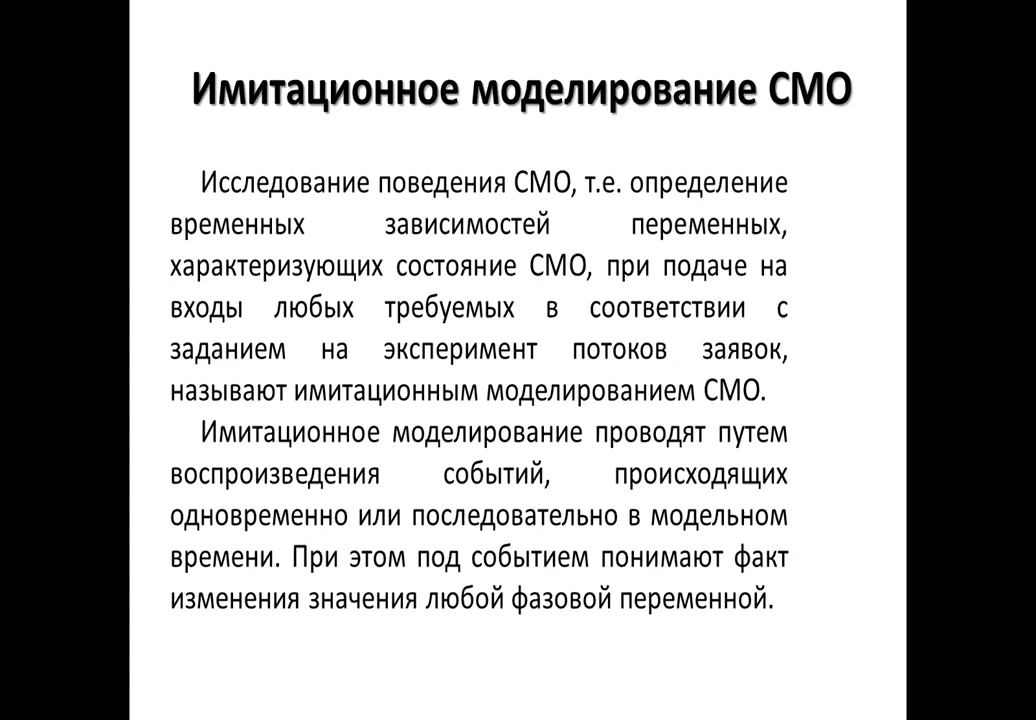 Имитационное моделирование СМО
Исследование поведения СМО, т.е. определение
временных зависимостей переменных,
характеризующих состояние СМО, при подаче на
входы любых требуемых в соответствии с
заданием на эксперимент потоков заявок,
называют имитационным моделированием СМО.
Имитационное моделирование проводят путем
воспроизведения событий, происходящих
одновременно или последовательно в модельном
времени. При этом под событием понимают факт
изменения значения любой фазовой переменной.